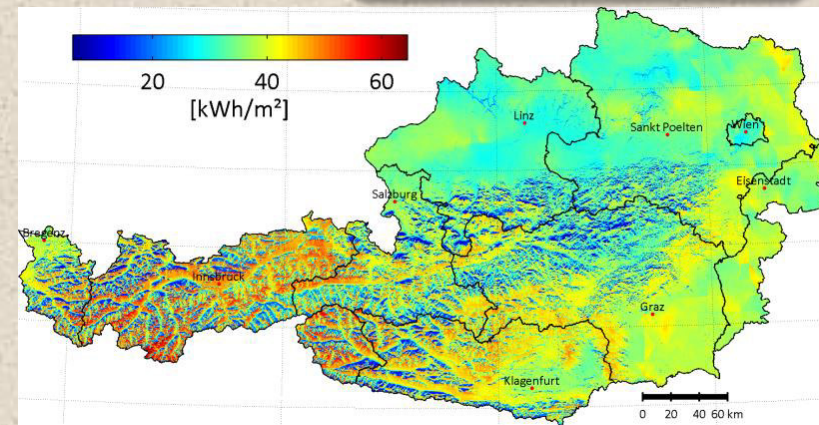 20 40 60
[kWh/m²]
Linz
Sankt Poelten
Wien
Eisenstadt
Salzburg
Bregenz
Innsbruck
Graz
Klagenfurt
0 20 40 60 km